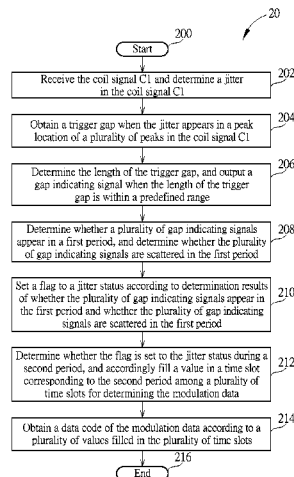 20
200
Start
202
Receive the coil signal C1 and determine a jitter
in the coil signal C1
204
Obtain a trigger gap when the jitter appears in a peak
location of a plurality of peaks in the coil signal C1
206
Determine the length of the trigger gap, and output a
gap indicating signal when the length of the trigger
gap is within a predefined range
208
Determine whether a plurality of gap indicating signals
appear in a first period, and determine whether the plurality
of gap indicating signals are scattered in the first period
210
Set a flag to a jitter status according to determination results
of whether the plurality of gap indicating signals appear in
the first period and whether the plurality of gap indicating
signals are scattered in the first period
212
Determine whether the flag is set to the jitter status during a
second period, and accordingly fill a value in a time slot
corresponding to the second period among a plurality of
time slots for determining the modulation data
214
Obtain a data code of the modulation data according to a
plurality of values filled in the plurality of time slots
216
End